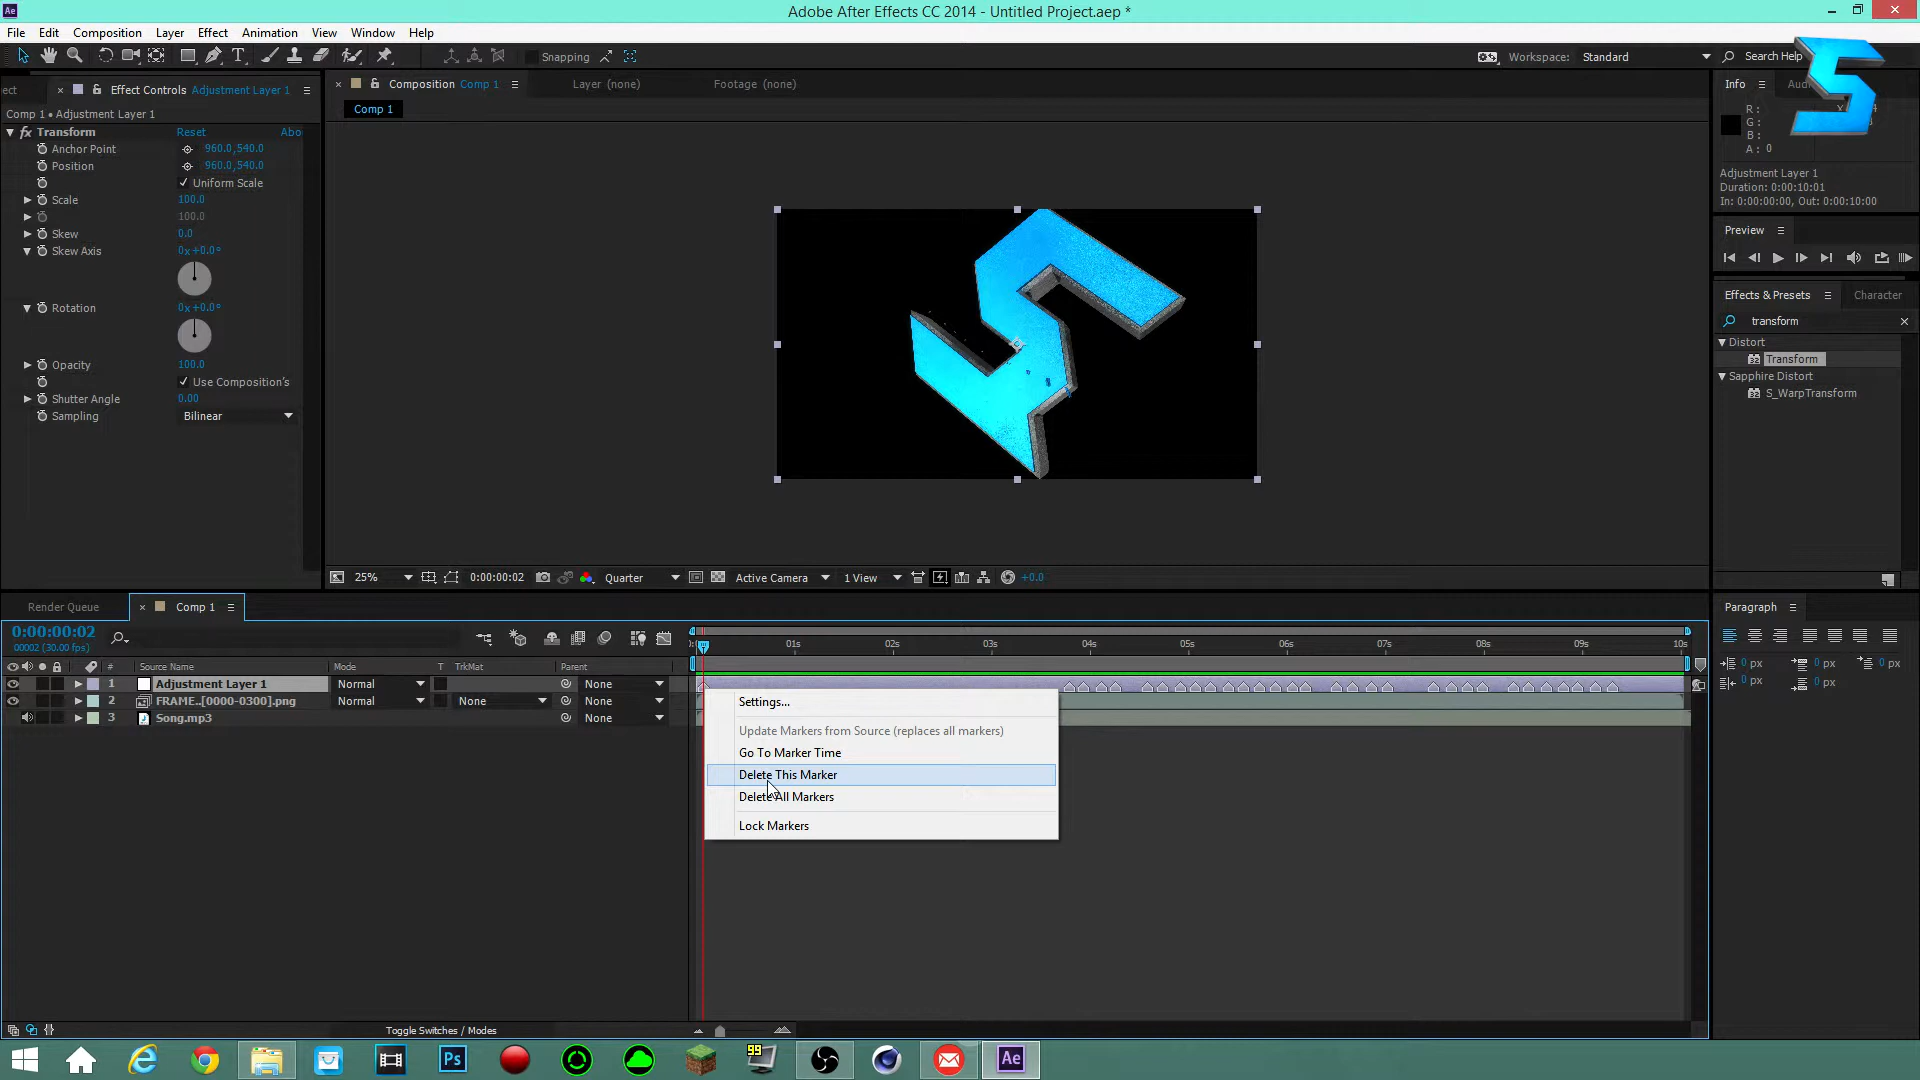 Ae
Adobe After Effects CC 2014 - Untitled Project.aep *
File Edit Composition Layer Effect Animation View Window Help
T Snapping Workspace: Standard Search Help
ect Effect Controls Adjustment Layer 1
Comp 1 • Adjustment Layer 1
fx Transform Reset Abo
Anchor Point 960.0,540.0
Position 960.0,540.0
Uniform Scale
Scale 100.0
100.0
Skew 0.0
Skew Axis 0x+0.0°
Rotation 0x+0.0°
Opacity 100.0
Use Composition's
Shutter Angle 0.00
Sampling Bilinear
Composition Comp 1 Layer (none) Footage (none)
Comp 1
25% 0:00:00:02 Quarter Active Camera 1 View +0.0
S
Info
R :
G :
B :
A : 0
Adjustment Layer 1
Duration: 0:00:10:01
In: 0:00:00:00, Out: 0:00:10:00
Preview
Effects & Presets Character
transform
Distort
Transform
Sapphire Distort
S_WarpTransform
Render Queue Comp 1
0:00:00:02
00002 (30.00 fps)
# Source Name Mode T TrkMat Parent
01s 02s 03s 04s 05s 06s 07s 08s 09s 10s
1 Adjustment Layer 1 Normal None
2 FRAME..[0000-0300].png Normal None None
3 Song.mp3 None
Settings...
Update Markers from Source (replaces all markers)
Go To Marker Time
Delete This Marker
Delete All Markers
Lock Markers
Toggle Switches / Modes
Paragraph
0 px 0 px 0 px
0 px 0 px
Ps 99 Ae